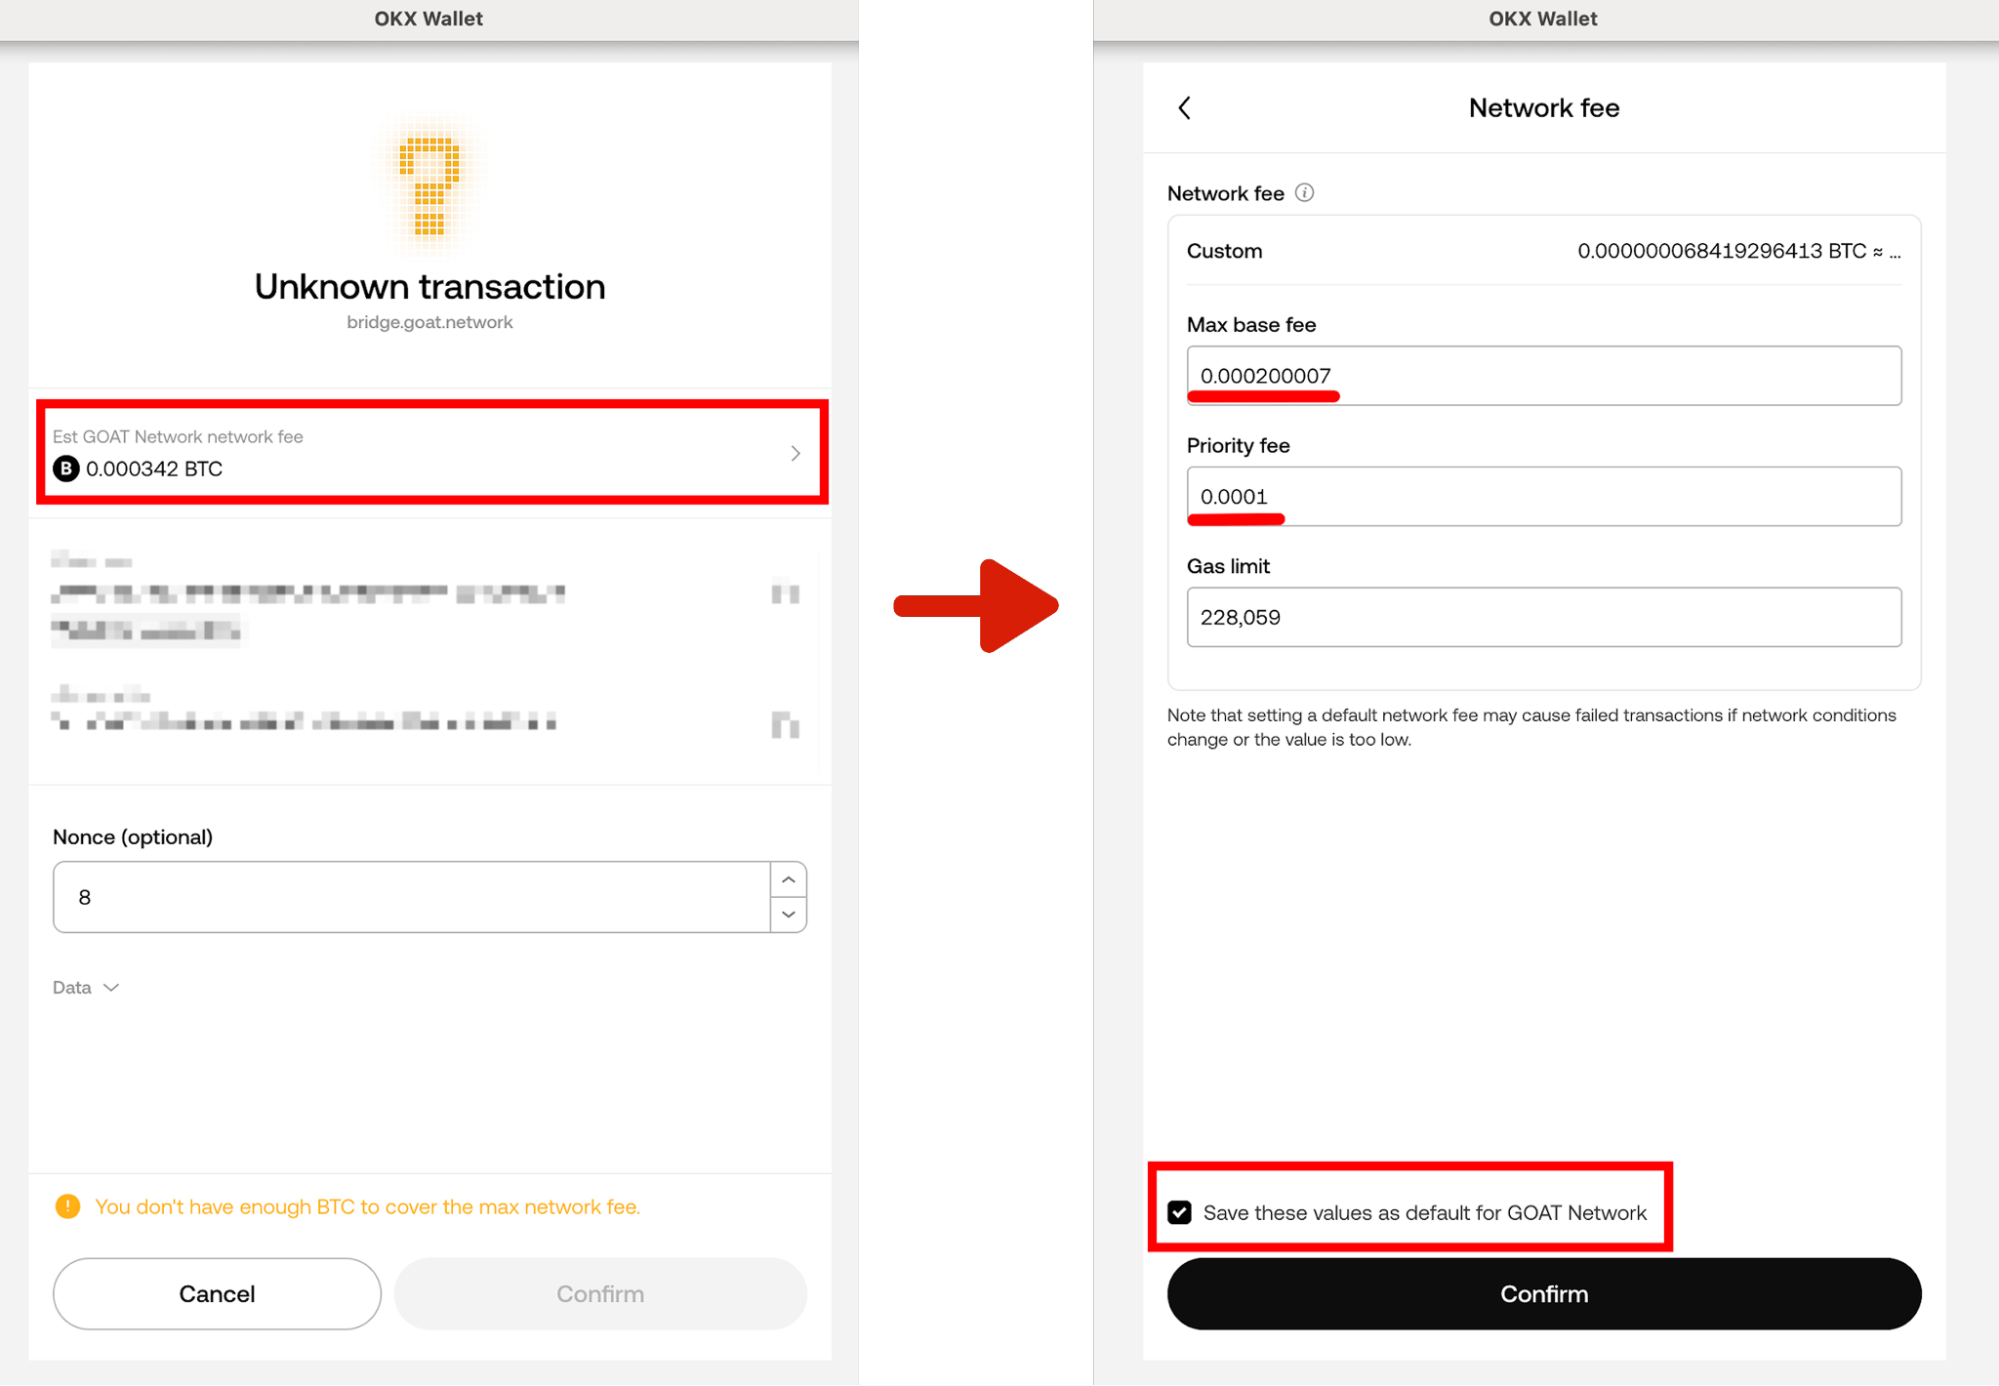 OKX Wallet
Unknown transaction
bridge.goat.network
Est GOAT Network network fee
B 0.000342 BTC
Nonce (optional)
8
Data
! You don't have enough BTC to cover the max network fee.
Cancel
Confirm
OKX Wallet
Network fee
Network fee i
Custom
0.000000068419296413 BTC ≈ ...
Max base fee
0.000200007
Priority fee
0.0001
Gas limit
228,059
Note that setting a default network fee may cause failed transactions if network conditions
change or the value is too low.
Save these values as default for GOAT Network
Confirm